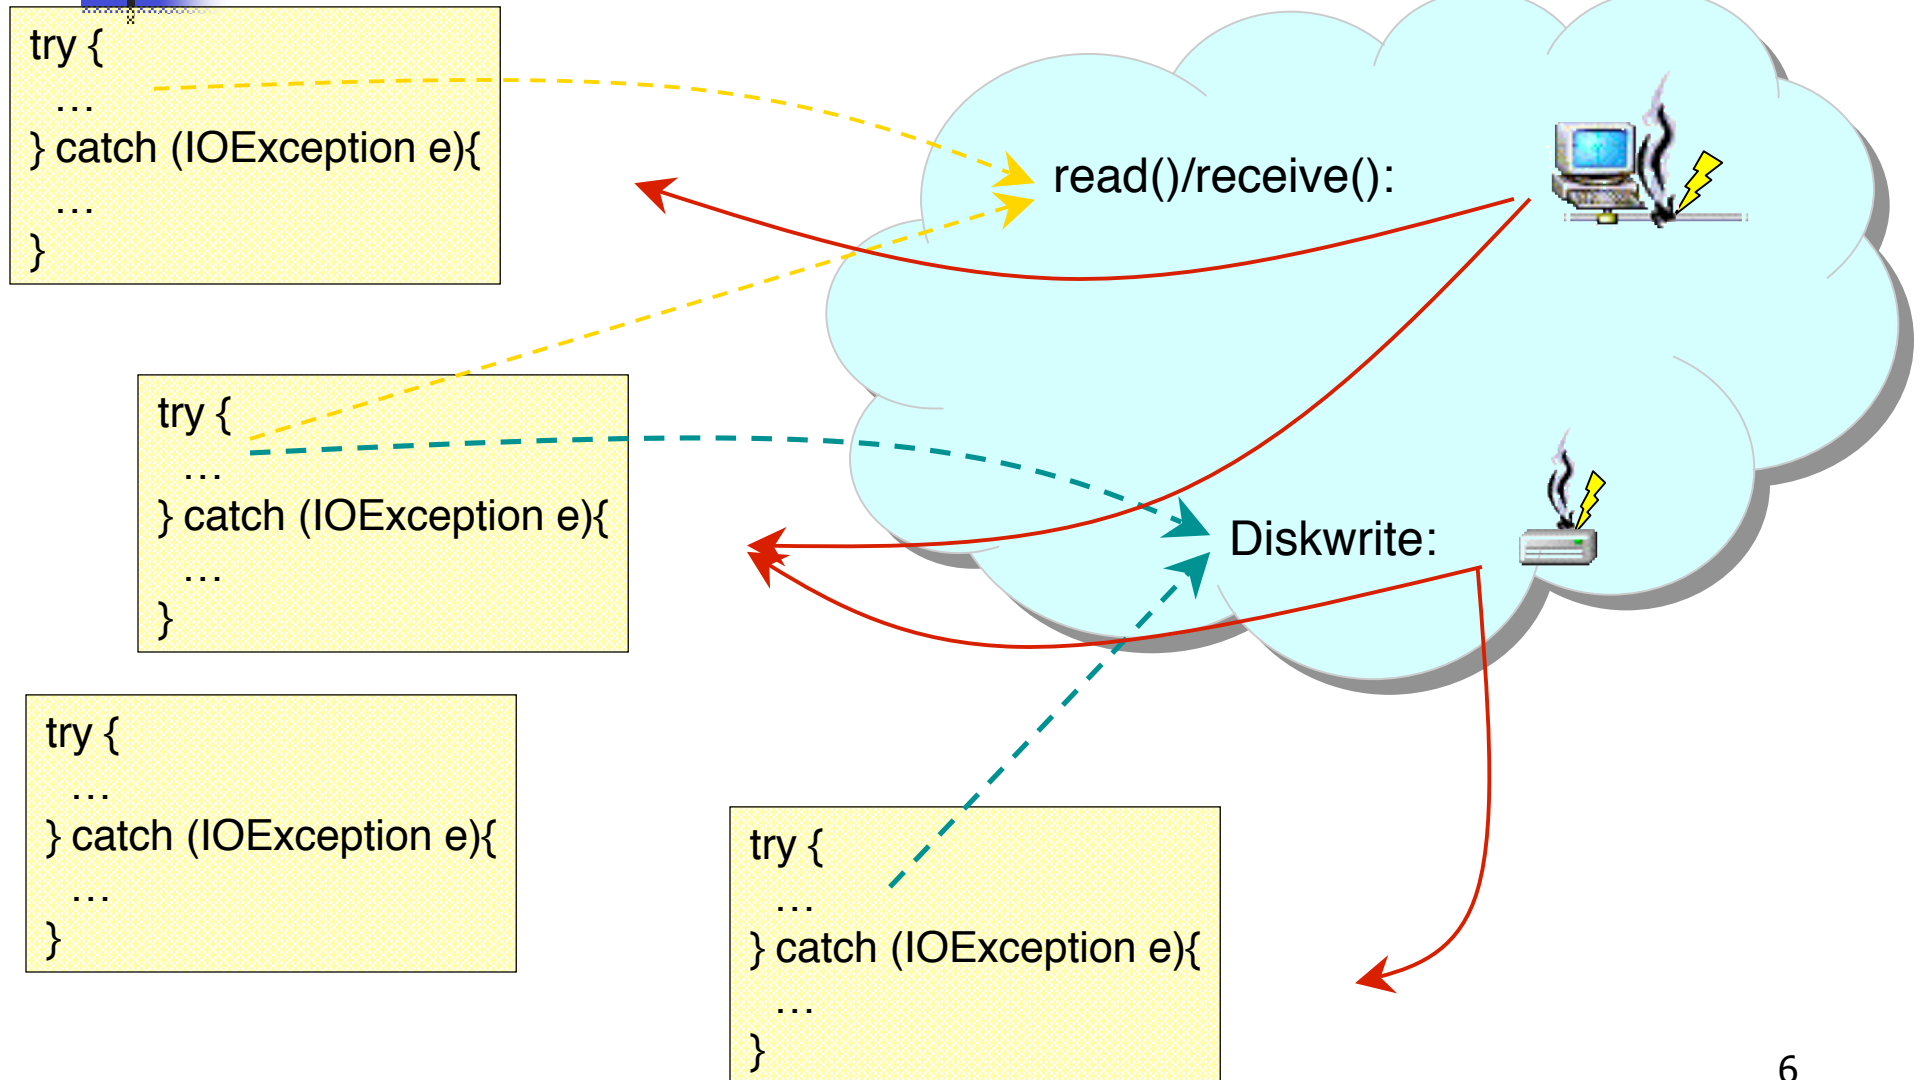 try {
…
} catch (IOException e){
…
}
read()/receive():
try {
…
} catch (IOException e){
…
}
Diskwrite:
try {
…
} catch (IOException e){
…
}
try {
…
} catch (IOException e){
…
}
6